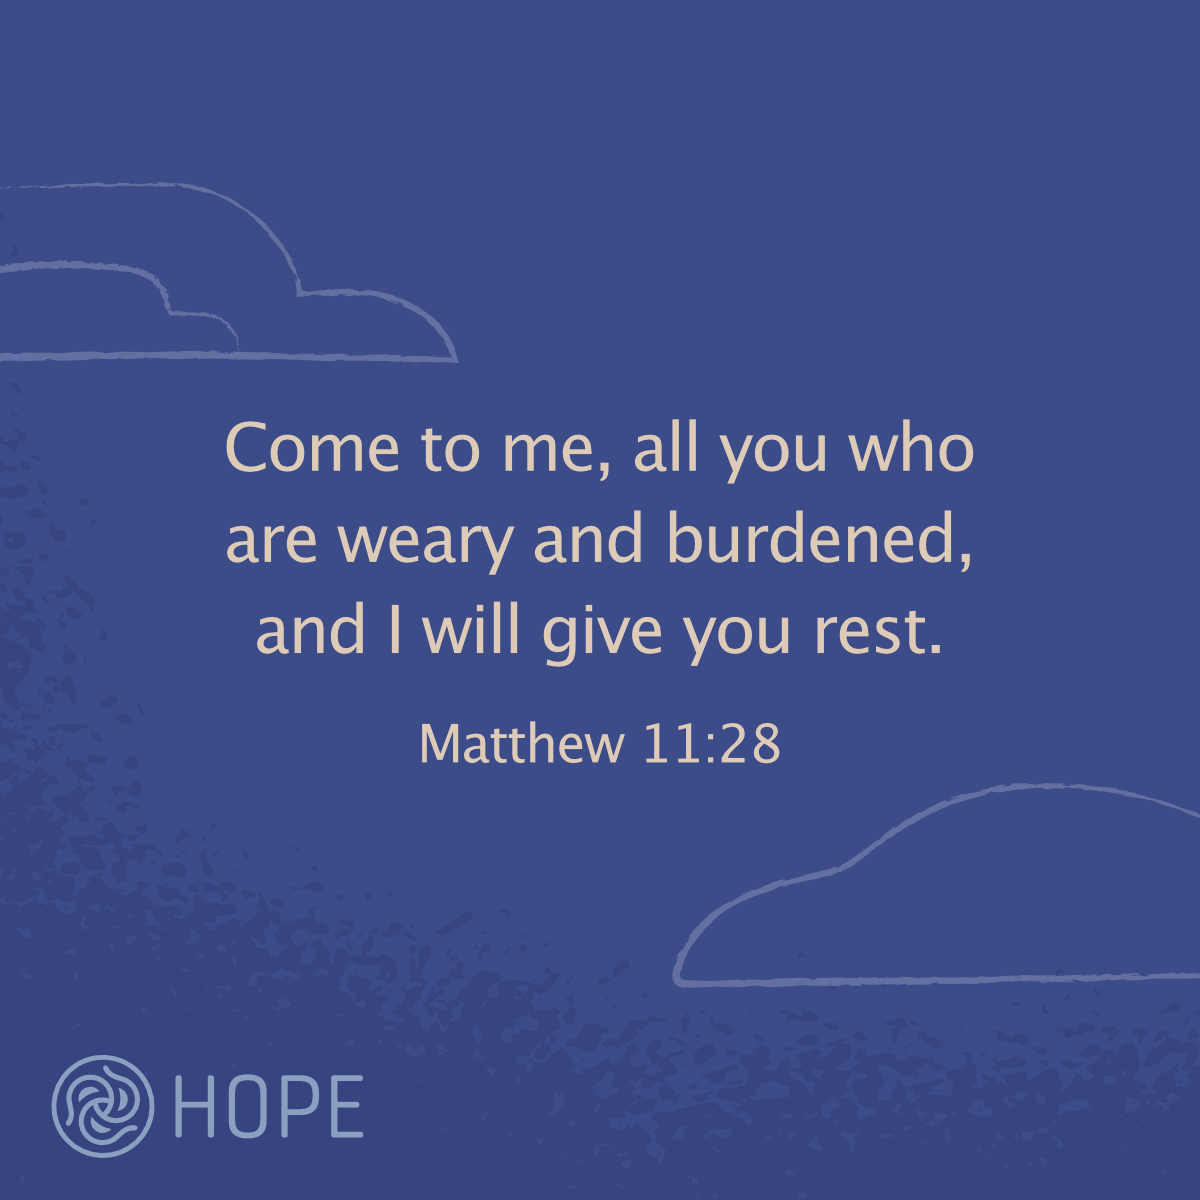 Come to me, all you who
are weary and burdened,
and I will give you rest.
Matthew 11:28
HOPE